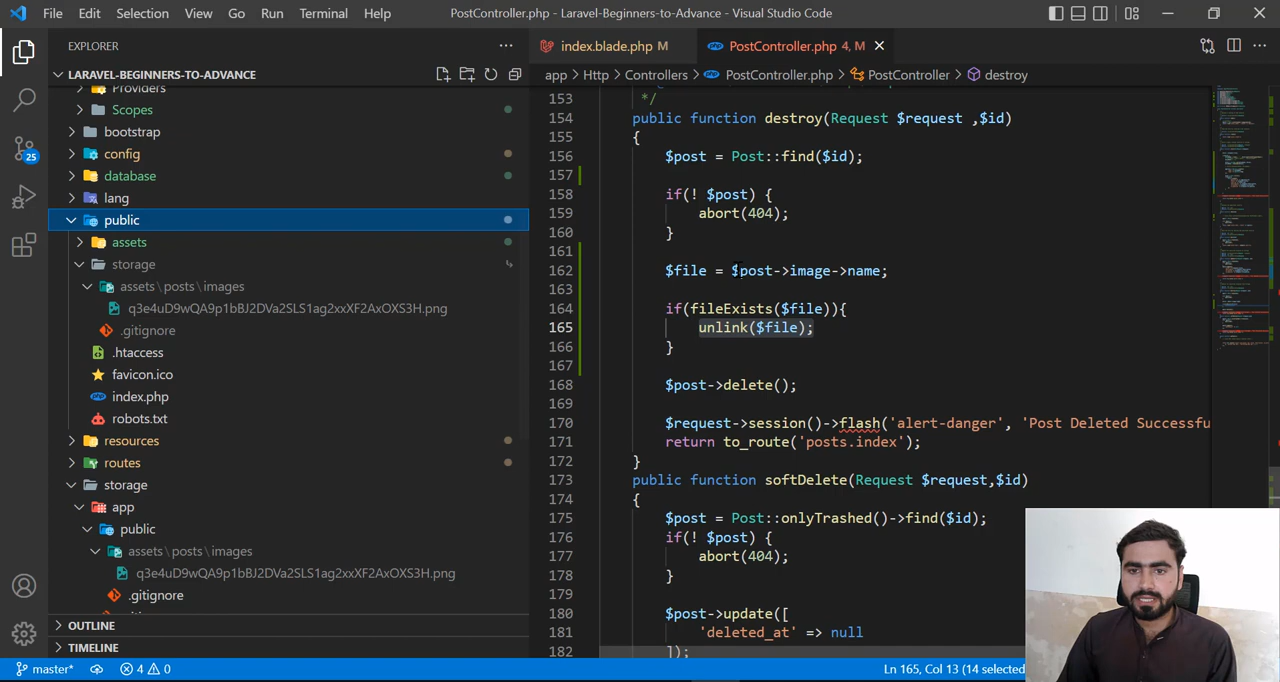 File Edit Selection View Go Run Terminal Help PostController.php - Laravel-Beginners-to-Advance - Visual Studio Code
EXPLORER
LARAVEL-BEGINNERS-TO-ADVANCE
Providers
Scopes
bootstrap
config
database
lang
public
assets
storage
assets\posts\images
q3e4uD9wQA9p1bBJ2DVa2SLS1ag2xxXF2AxOXS3H.png
.gitignore
.htaccess
favicon.ico
index.php
robots.txt
resources
routes
storage
app
public
assets\posts\images
q3e4uD9wQA9p1bBJ2DVa2SLS1ag2xxXF2AxOXS3H.png
.gitignore
OUTLINE
TIMELINE
25
index.blade.php M PostController.php 4, M
app > Http > Controllers > PostController.php > PostController > destroy
153 */
154 public function destroy(Request $request ,$id)
155 {
156 $post = Post::find($id);
157
158 if(! $post) {
159 abort(404);
160 }
161
162 $file = $post->image->name;
163
164 if(fileExists($file)){
165 unlink($file);
166 }
167
168 $post->delete();
169
170 $request->session()->flash('alert-danger', 'Post Deleted Successfu
171 return to_route('posts.index');
172 }
173 public function softDelete(Request $request,$id)
174 {
175 $post = Post::onlyTrashed()->find($id);
176 if(! $post) {
177 abort(404);
178 }
179
180 $post->update([
181 'deleted_at' => null
182 ]);
master* 4 0 Ln 165, Col 13 (14 selected